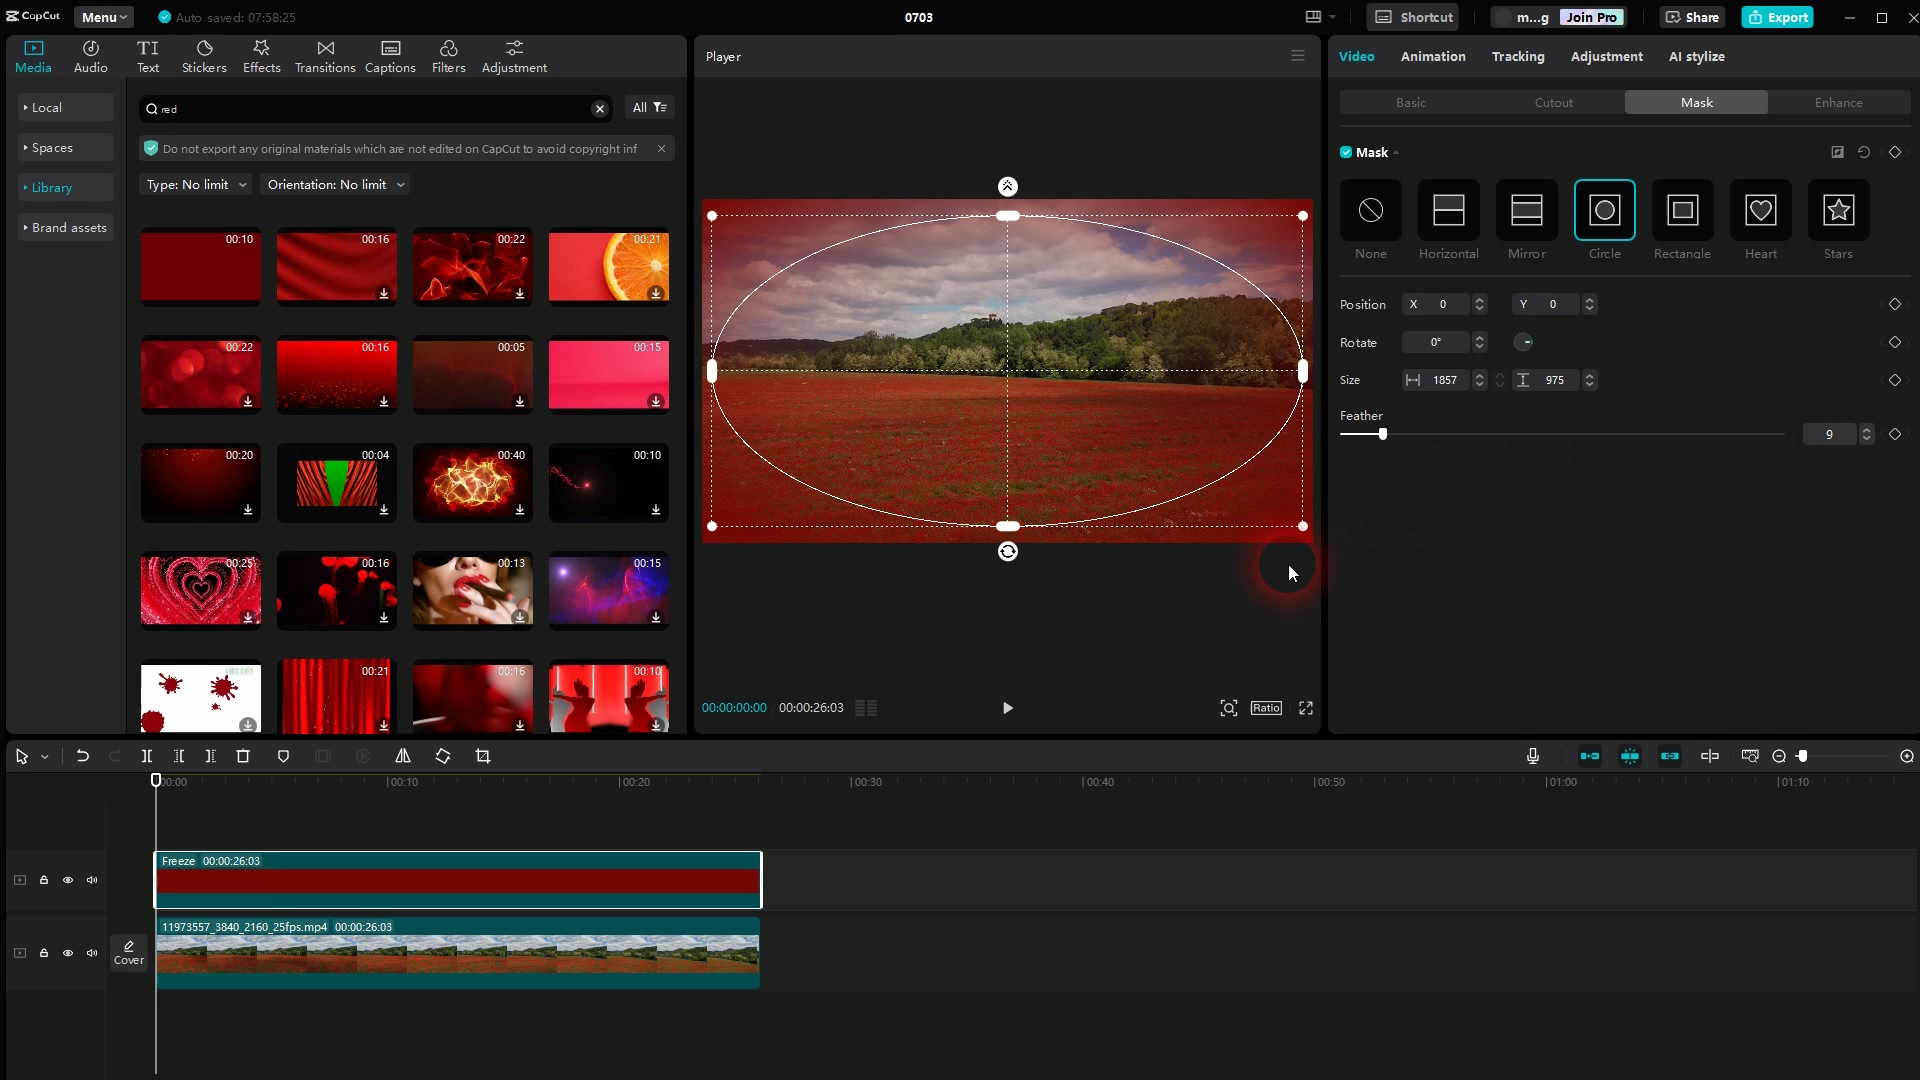 CapCut
Menu
Auto saved: 07:58:25
0703
Shortcut
m...g
Join Pro
Share
Export
Media
Audio
Text
Stickers
Effects
Transitions
Captions
Filters
Adjustment
Local
Spaces
Library
Brand assets
red
All
Do not export any original materials which are not edited on CapCut to avoid copyright inf
Type: No limit
Orientation: No limit
00:10
00:16
00:22
00:21
00:22
00:16
00:05
00:15
00:20
00:04
00:40
00:10
00:25
00:16
00:13
00:15
00:21
00:16
00:10
Player
00:00:00:00
00:00:26:03
Ratio
Video
Animation
Tracking
Adjustment
AI stylize
Basic
Cutout
Mask
Enhance
Mask
None
Horizontal
Mirror
Circle
Rectangle
Heart
Stars
Position
X 0
Y 0
Rotate
0°
Size
1857
975
Feather
9
00:00
00:10
00:20
00:30
00:40
00:50
01:00
01:10
Freeze 00:00:26:03
11973557_3840_2160_25fps.mp4 00:00:26:03
Cover